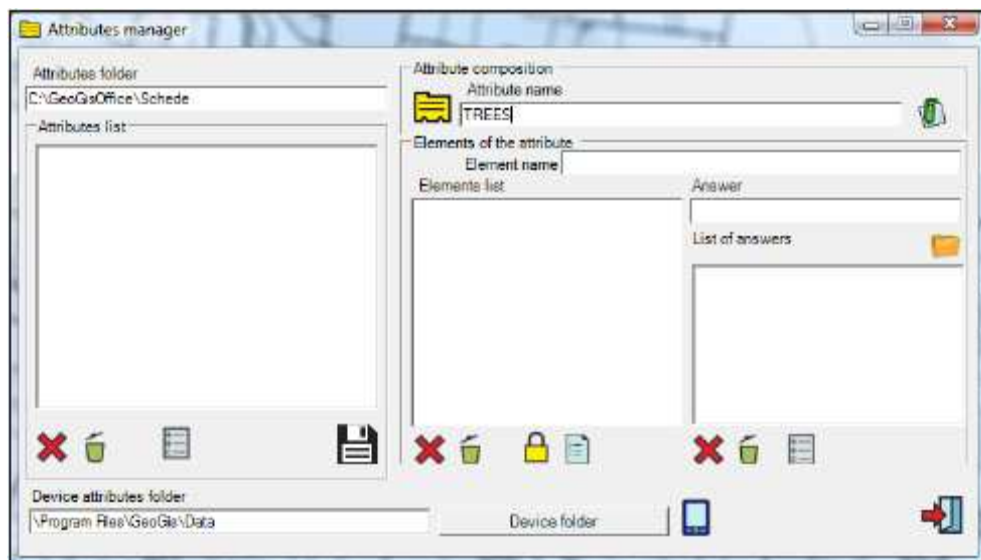 Attributes manager
Attributes folder
C:\GeoGisOffice\Schede
Attributes list
Attribute composition
Attribute name
TREES
Elements of the attribute
Element name
Elements list
Answer
List of answers
Device attributes folder
\Program Files\GeoGis\Data
Device folder